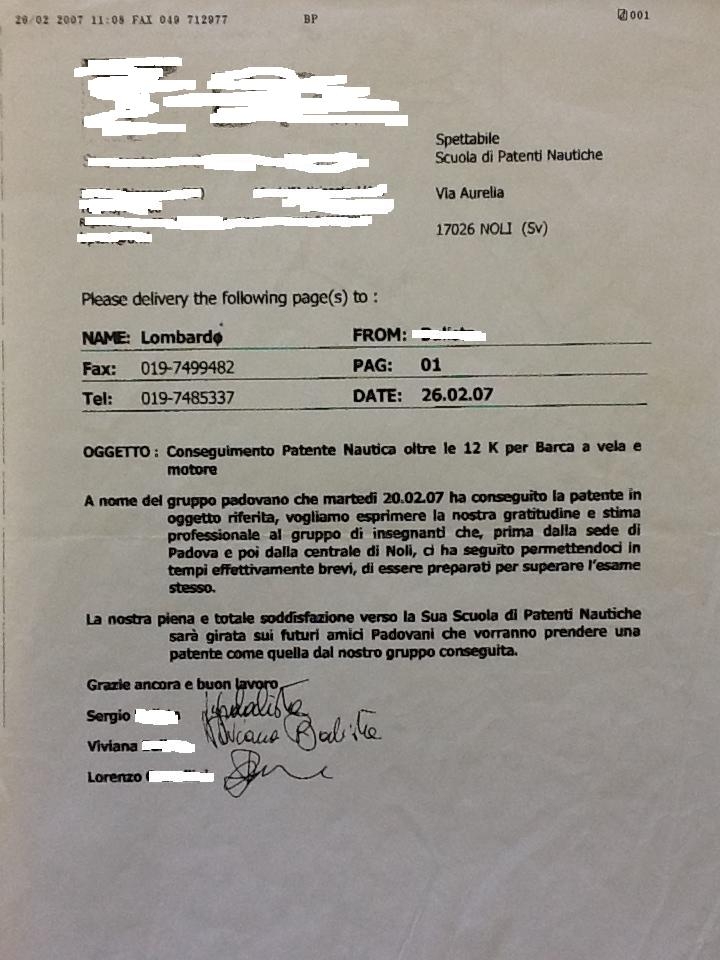 26/02 2007 11:08 FAX 049 712977 BP 001
Spettabile
Scuola di Patenti Nautiche
Via Aurelia
17026 NOLI (Sv)
Please delivery the following page(s) to :
NAME: Lombardo FROM:
Fax: 019-7499482 PAG: 01
Tel: 019-7485337 DATE: 26.02.07
OGGETTO : Conseguimento Patente Nautica oltre le 12 K per Barca a vela e
motore
A nome del gruppo padovano che martedì 20.02.07 ha conseguito la patente in
oggetto riferita, vogliamo esprimere la nostra gratitudine e stima
professionale al gruppo di insegnanti che, prima dalla sede di
Padova e poi dalla centrale di Noli, ci ha seguito permettendoci in
tempi effettivamente brevi, di essere preparati per superare l'esame
stesso.
La nostra piena e totale soddisfazione verso la Sua Scuola di Patenti Nautiche
sarà girata sui futuri amici Padovani che vorranno prendere una
patente come quella dal nostro gruppo conseguita.
Grazie ancora e buon lavoro
Sergio
Viviana
Lorenzo